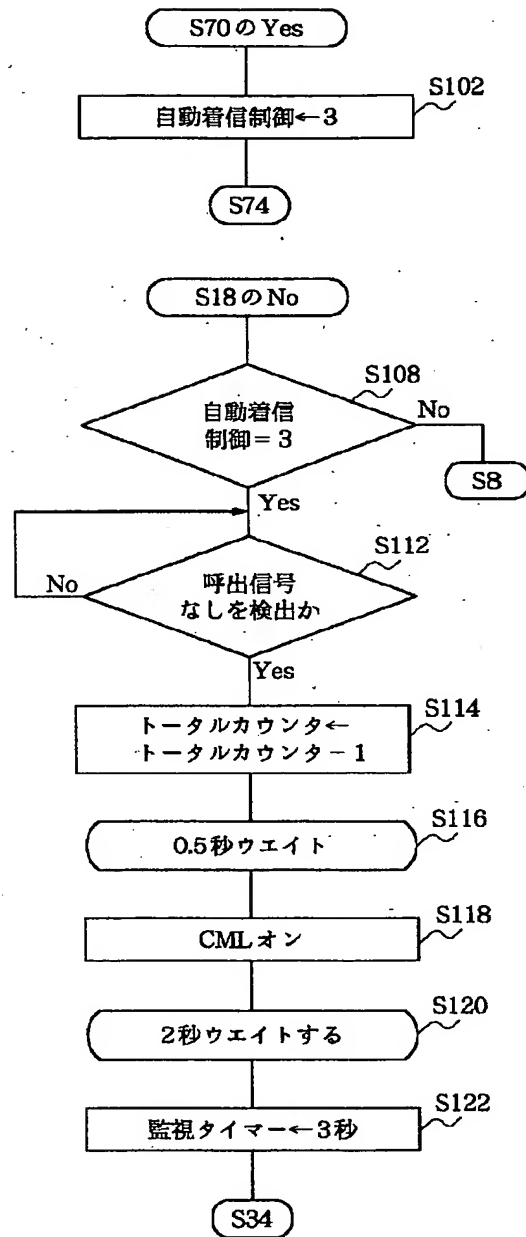 S70のYes
S102
自動着信制御←3
S74
S18のNo
S108
自動着信
制御＝3
No
S8
Yes
S112
呼出信号
なしを検出か
No
Yes
S114
トータルカウンタ←
トータルカウンタ−1
S116
0.5秒ウエイト
S118
CMLオン
S120
2秒ウエイトする
S122
監視タイマー←3秒
S34